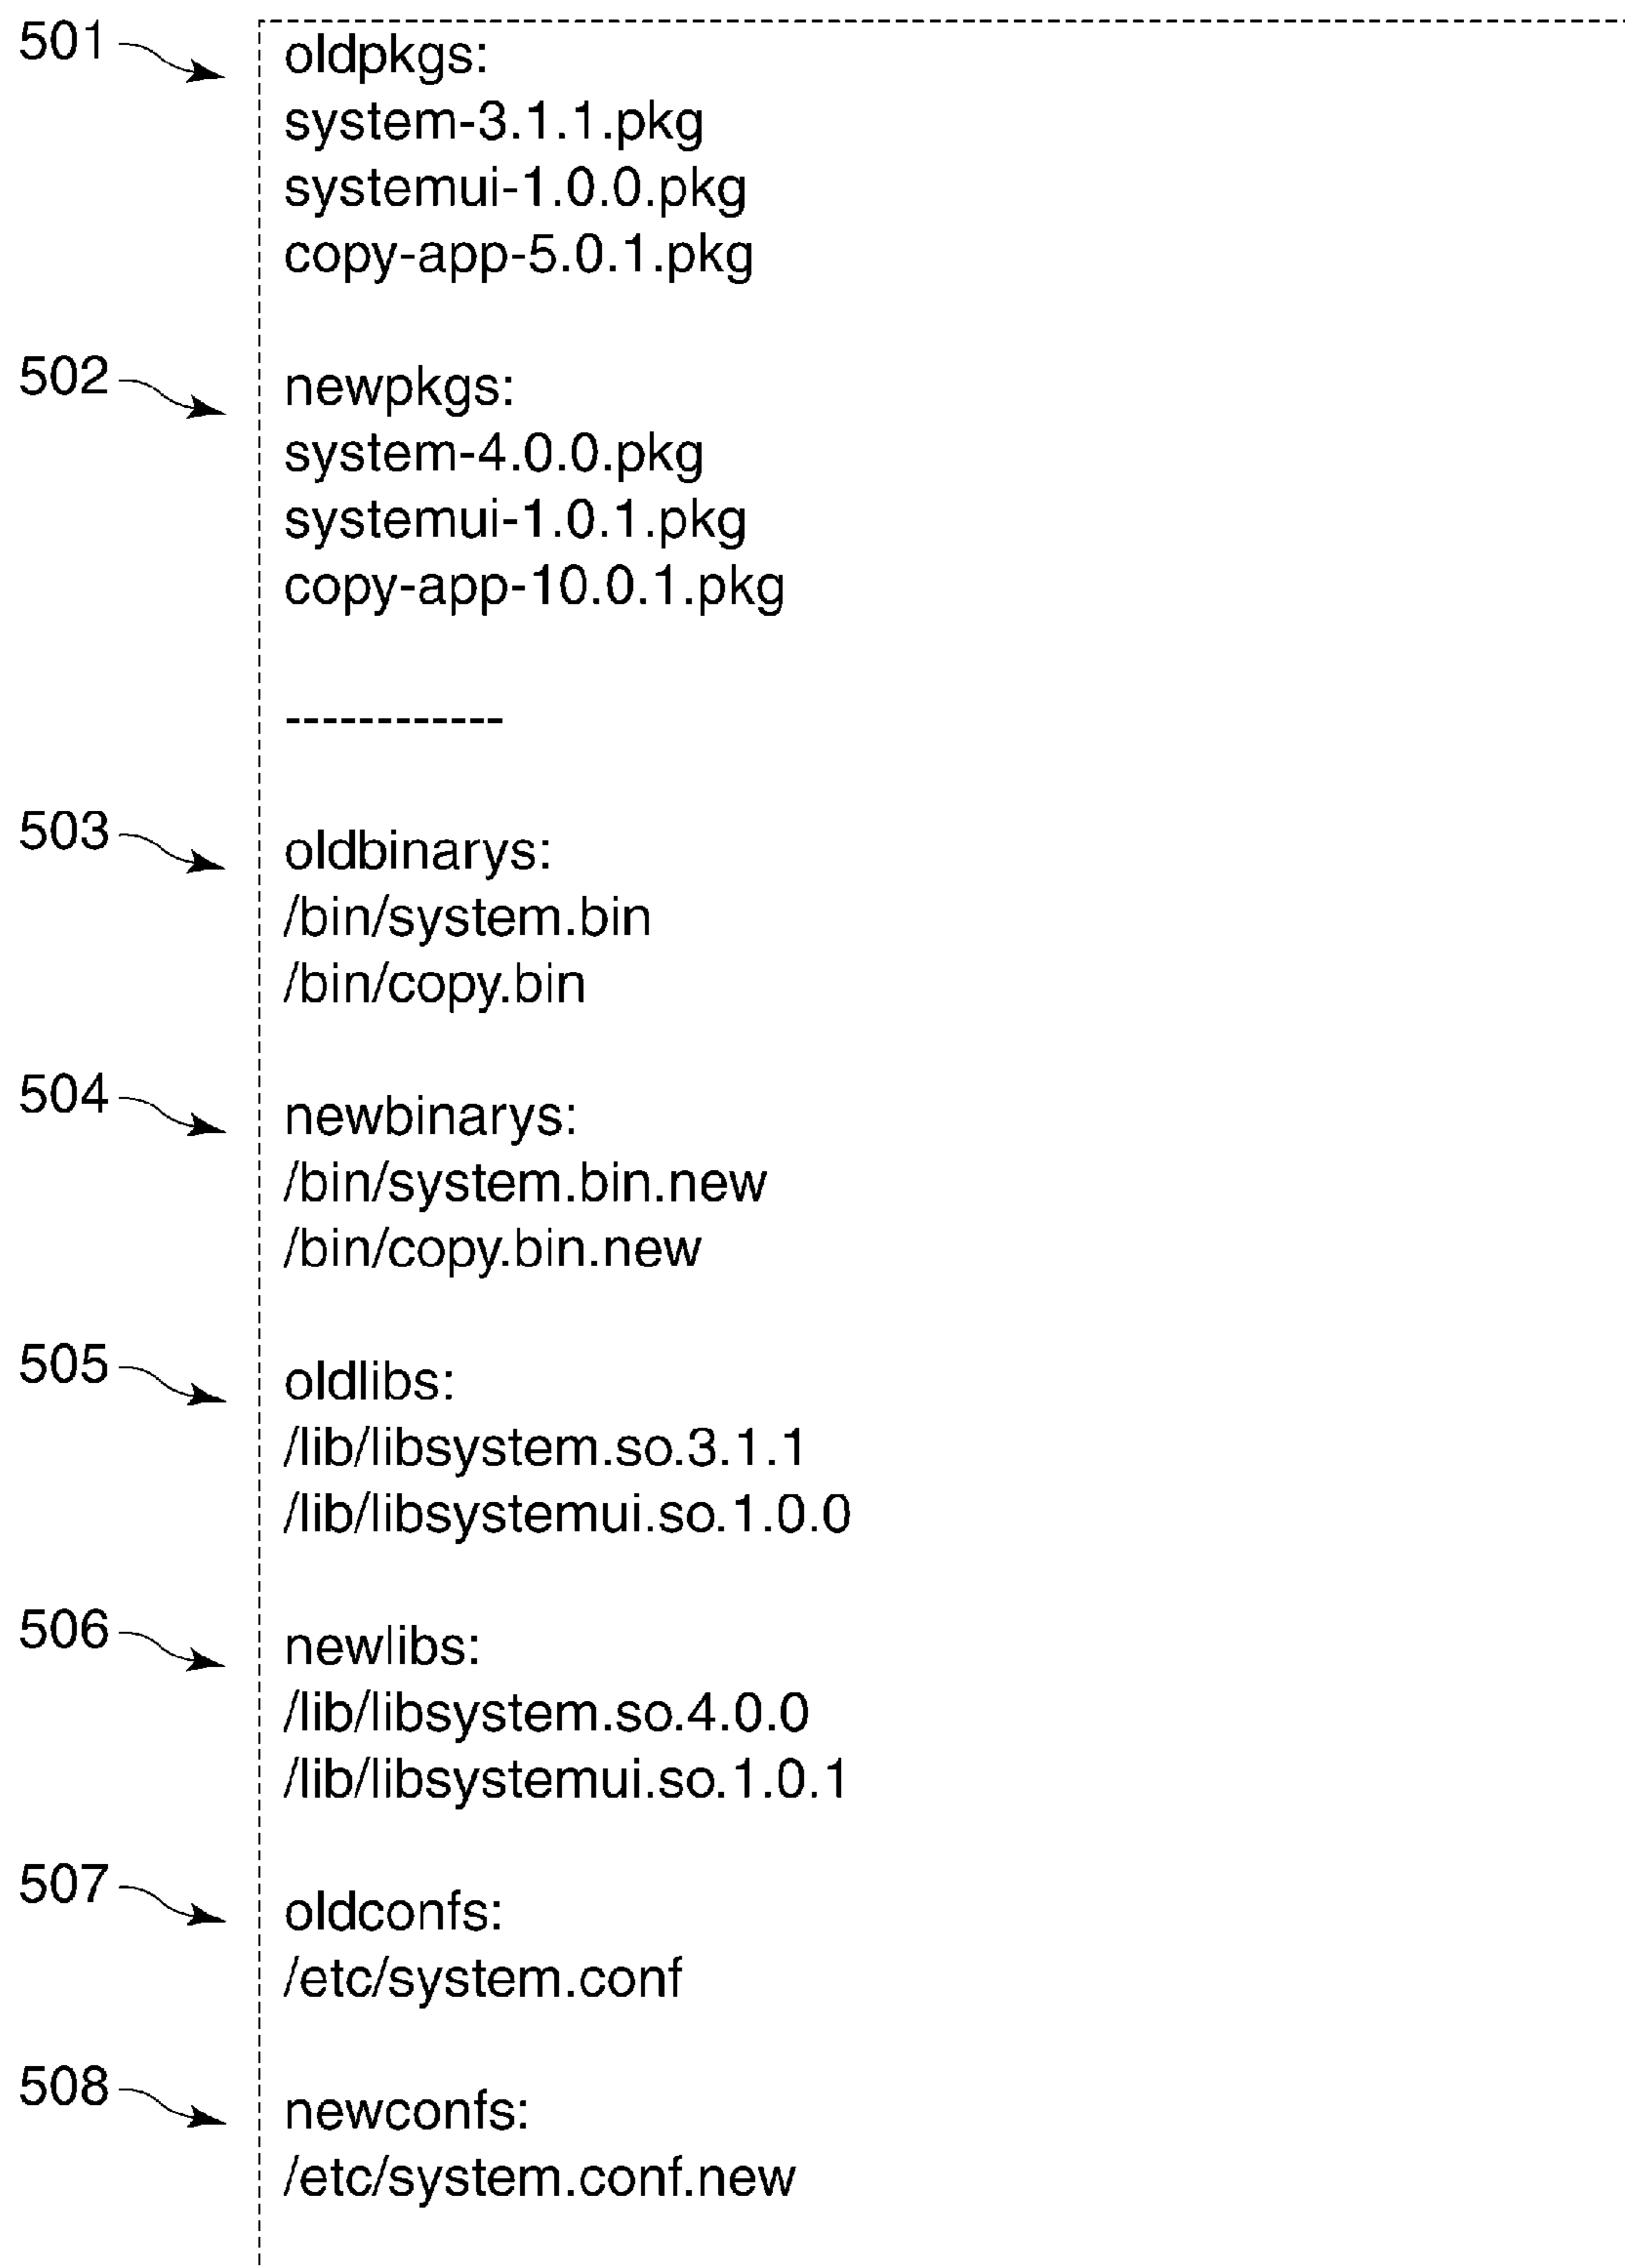 501
oldpkgs:
system-3.1.1.pkg
systemui-1.0.0.pkg
copy-app-5.0.1.pkg
502
newpkgs:
system-4.0.0.pkg
systemui-1.0.1.pkg
copy-app-10.0.1.pkg
------------
503
oldbinarys:
/bin/system.bin
/bin/copy.bin
504
newbinarys:
/bin/system.bin.new
/bin/copy.bin.new
505
oldlibs:
/lib/libsystem.so.3.1.1
/lib/libsystemui.so.1.0.0
506
newlibs:
/lib/libsystem.so.4.0.0
/lib/libsystemui.so.1.0.1
507
oldconfs:
/etc/system.conf
508
newconfs:
/etc/system.conf.new